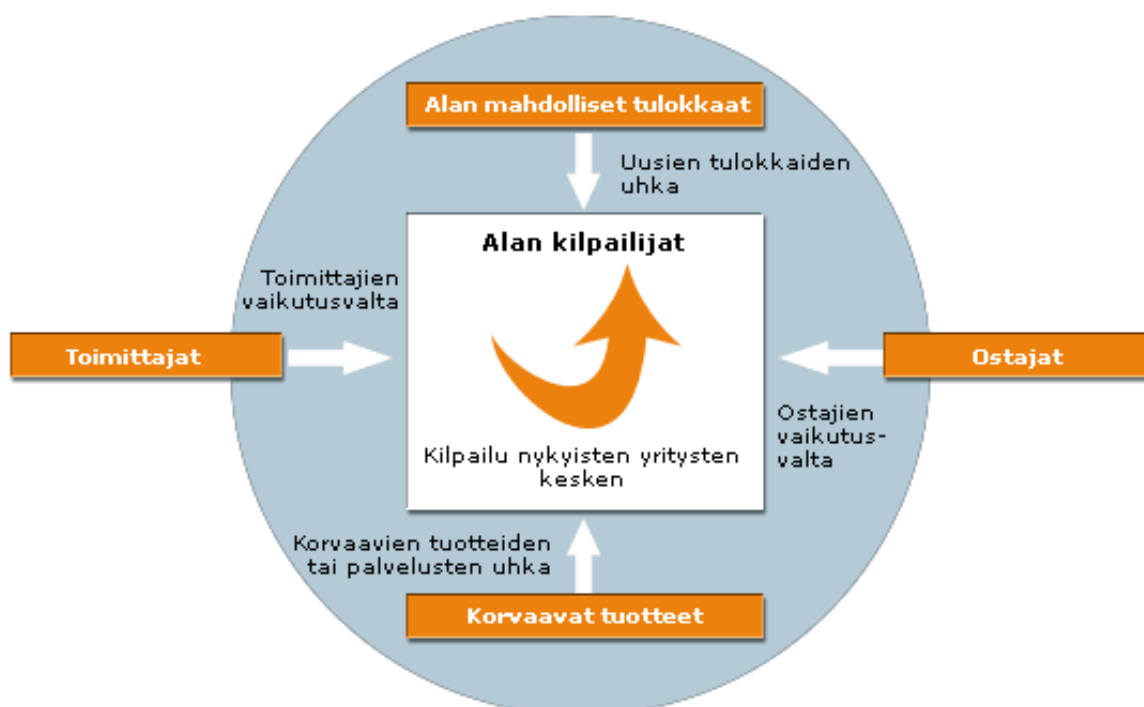 Alan mahdolliset tulokkaat
Uusien tulokkaiden
uhka
Alan kilpailijat
Toimittajien
vaikutusvalta
Toimittajat
Ostajat
Ostajien
vaikutus-
valta
Kilpailu nykyisten yritysten
kesken
Korvaavien tuotteiden
tai palvelusten uhka
Korvaavat tuotteet